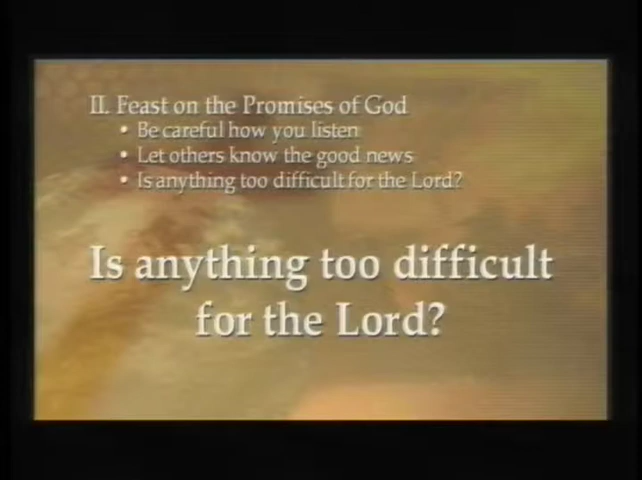 II. Feast on the Promises of God
• Be careful how you listen
• Let others know the good news
• Is anything too difficult for the Lord?
Is anything too difficult
for the Lord?